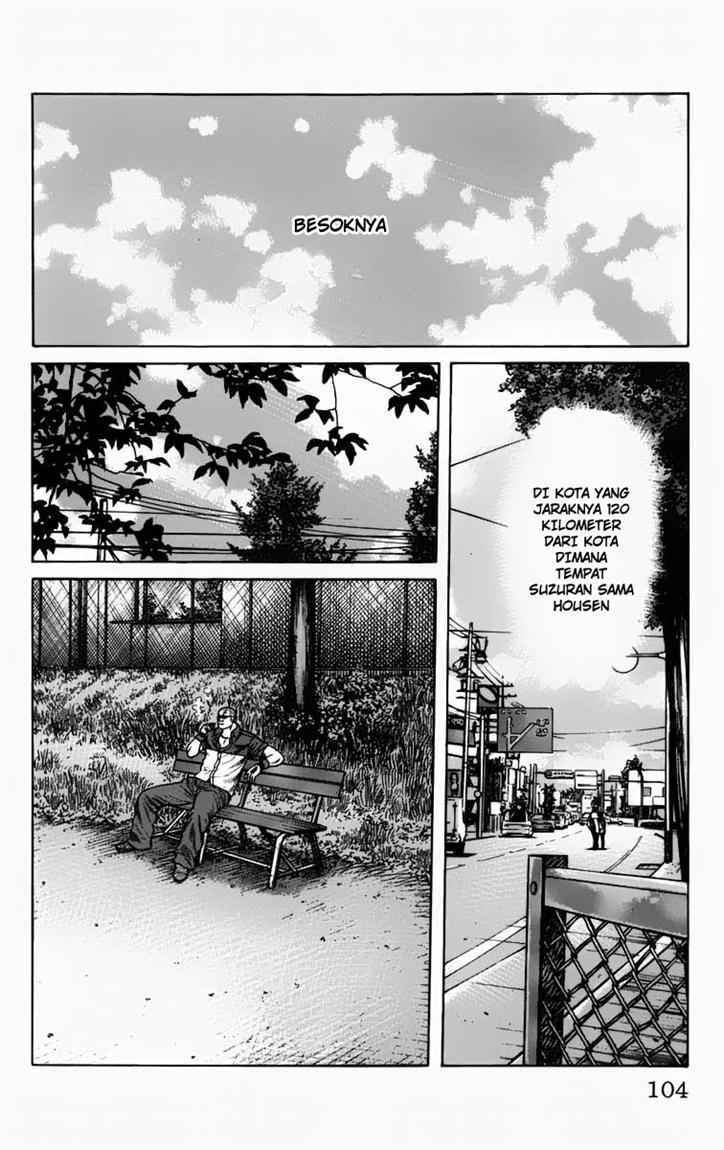 BESOKNYA
DI KOTA YANG
JARAKNYA 120
KILOMETER
DARI KOTA
DIMANA
TEMPAT
SUZURAN SAMA
HOUSEN
104